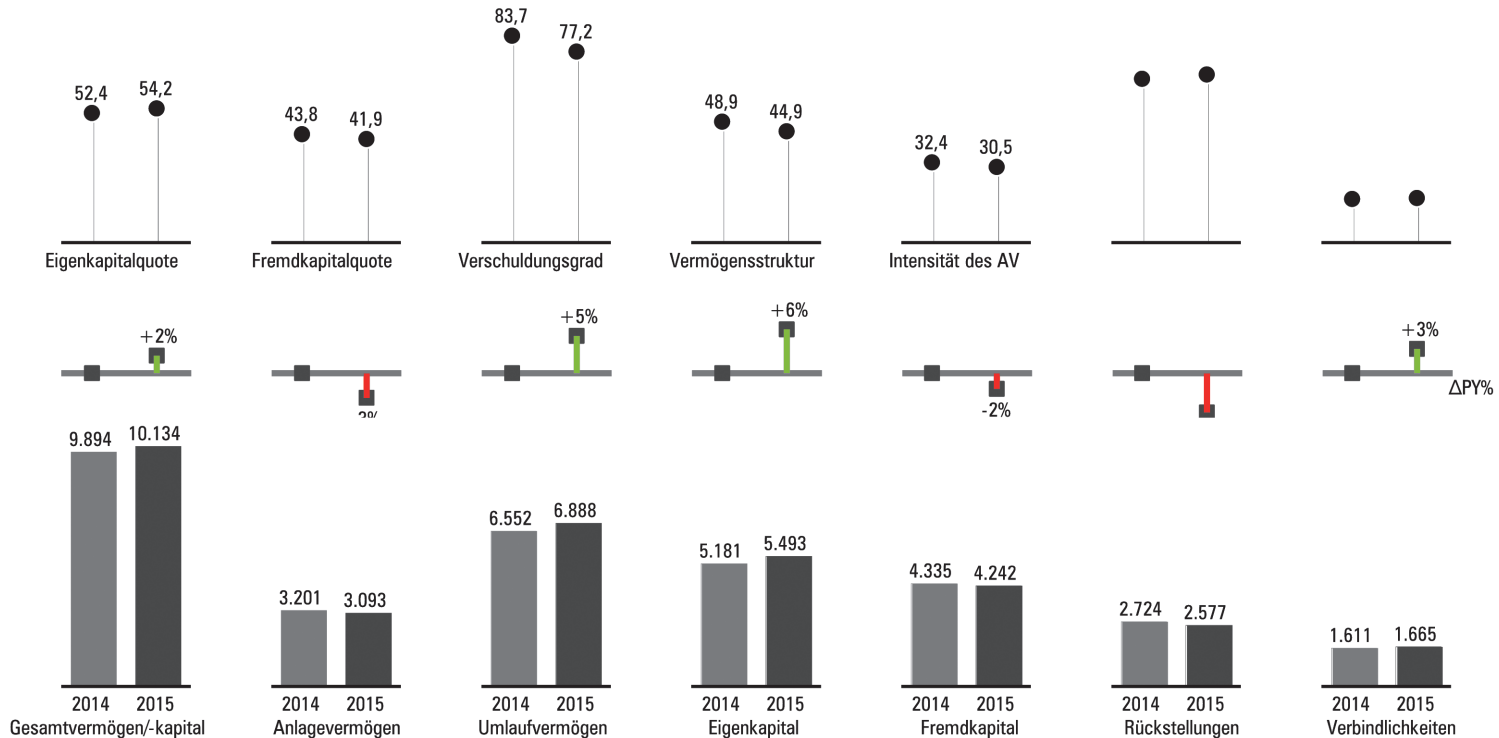 83,7
77,2
52,4 54,2
48,9 44,9
43,8 41,9
32,4 30,5
Eigenkapitalquote Fremdkapitalquote Verschuldungsgrad Vermögensstruktur Intensität des AV
+2% +5% +6% -2% +3%
ΔPY%
9.894 10.134
3.201 3.093
6.552 6.888
5.181 5.493
4.335 4.242
2.724 2.577
1.611 1.665
2014 2015 2014 2015 2014 2015 2014 2015 2014 2015 2014 2015 2014 2015
Gesamtvermögen/-kapital Anlagevermögen Umlaufvermögen Eigenkapital Fremdkapital Rückstellungen Verbindlichkeiten